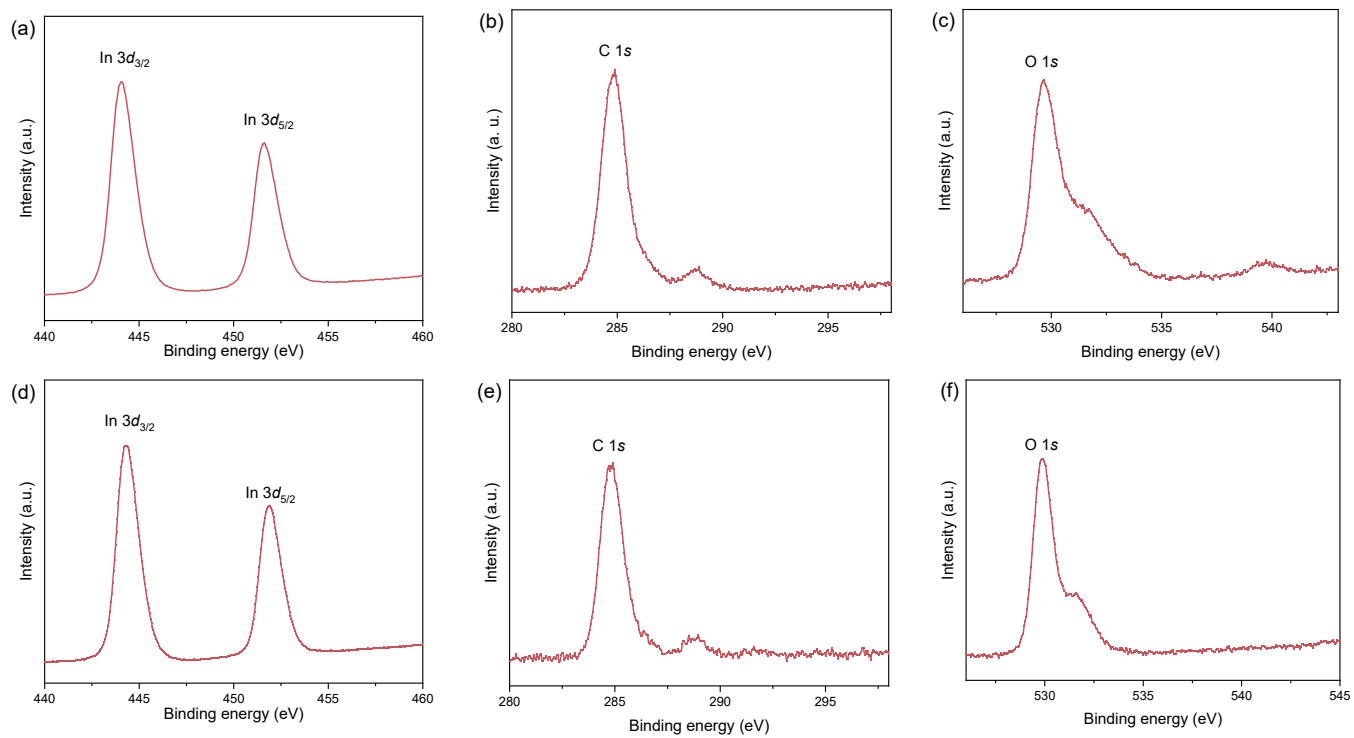 (a)
In 3d3/2
In 3d5/2
Intensity (a.u.)
440 445 450 455 460
Binding energy (eV)
(b)
C 1s
Intensity (a. u.)
280 285 290 295
Binding energy (eV)
(c)
O 1s
Intensity (a.u.)
530 535 540
Binding energy (eV)
(d)
In 3d3/2
In 3d5/2
Intensity (a.u.)
440 445 450 455 460
Binding energy (eV)
(e)
C 1s
Intensity (a.u.)
280 285 290 295
Binding energy (eV)
(f)
O 1s
Intensity (a.u.)
530 535 540 545
Binding energy (eV)